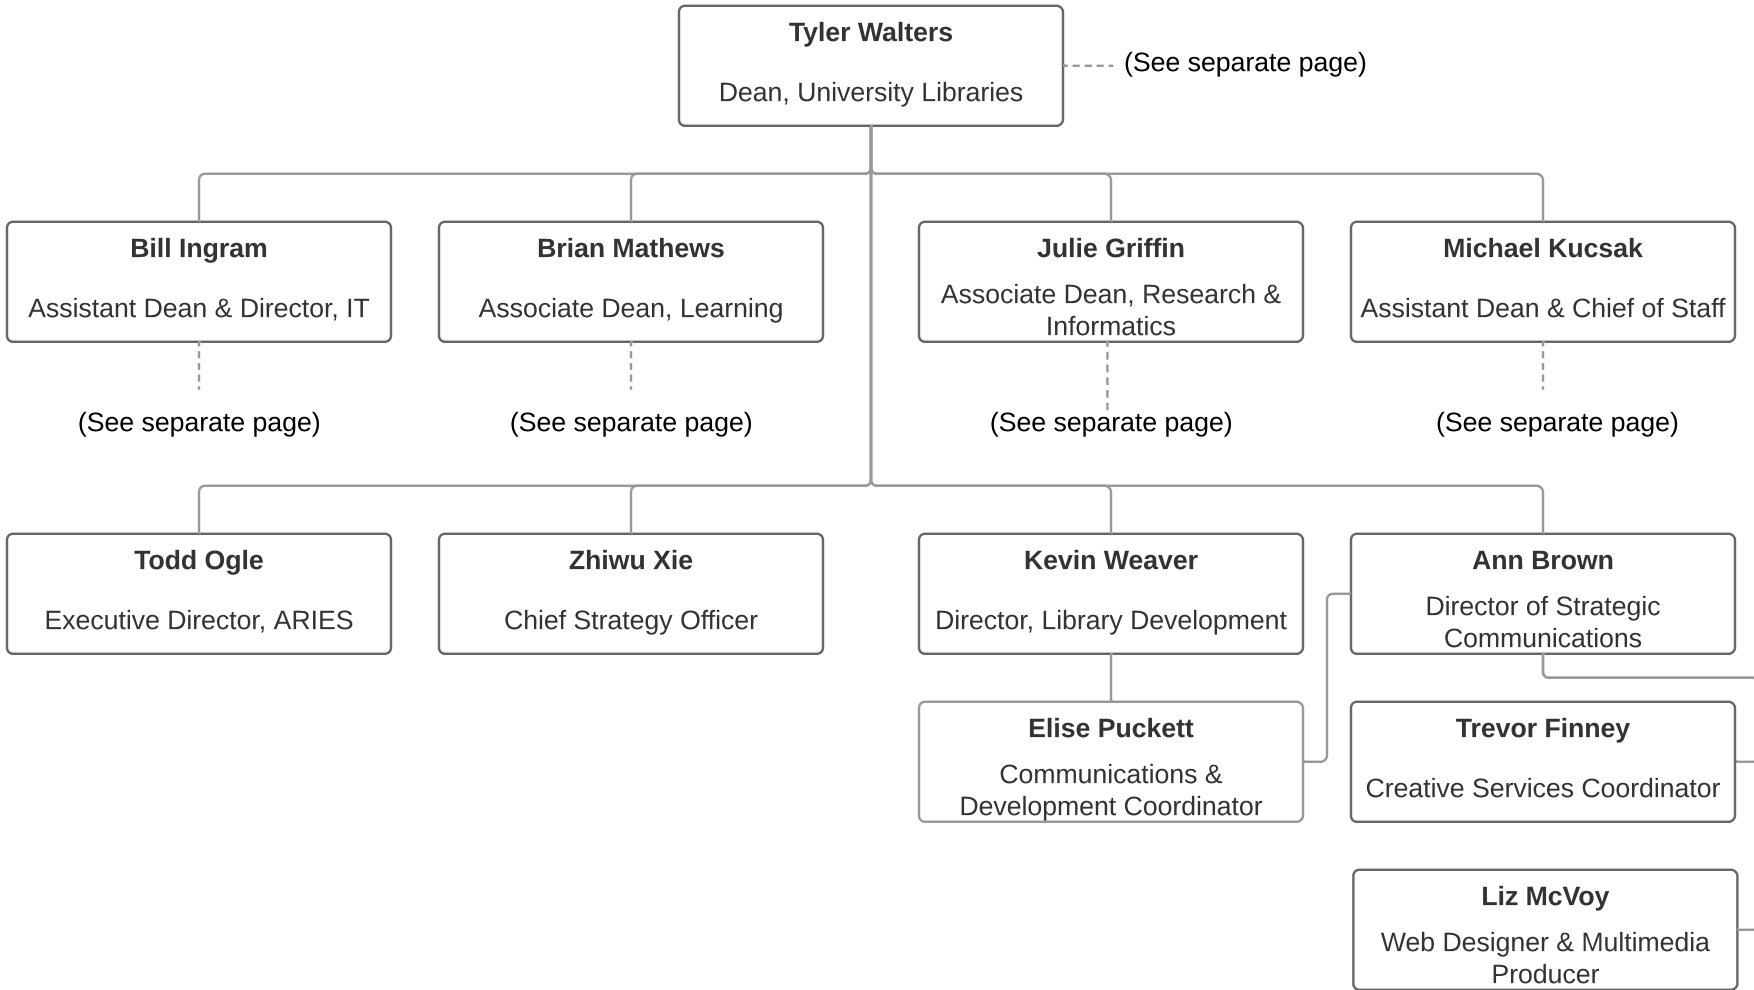 Tyler Walters
Dean, University Libraries
(See separate page)
Bill Ingram
Assistant Dean & Director, IT
(See separate page)
Brian Mathews
Associate Dean, Learning
(See separate page)
Julie Griffin
Associate Dean, Research &
Informatics
(See separate page)
Michael Kucsak
Assistant Dean & Chief of Staff
(See separate page)
Todd Ogle
Executive Director, ARIES
Zhiwu Xie
Chief Strategy Officer
Kevin Weaver
Director, Library Development
Ann Brown
Director of Strategic
Communications
Elise Puckett
Communications &
Development Coordinator
Trevor Finney
Creative Services Coordinator
Liz McVoy
Web Designer & Multimedia
Producer